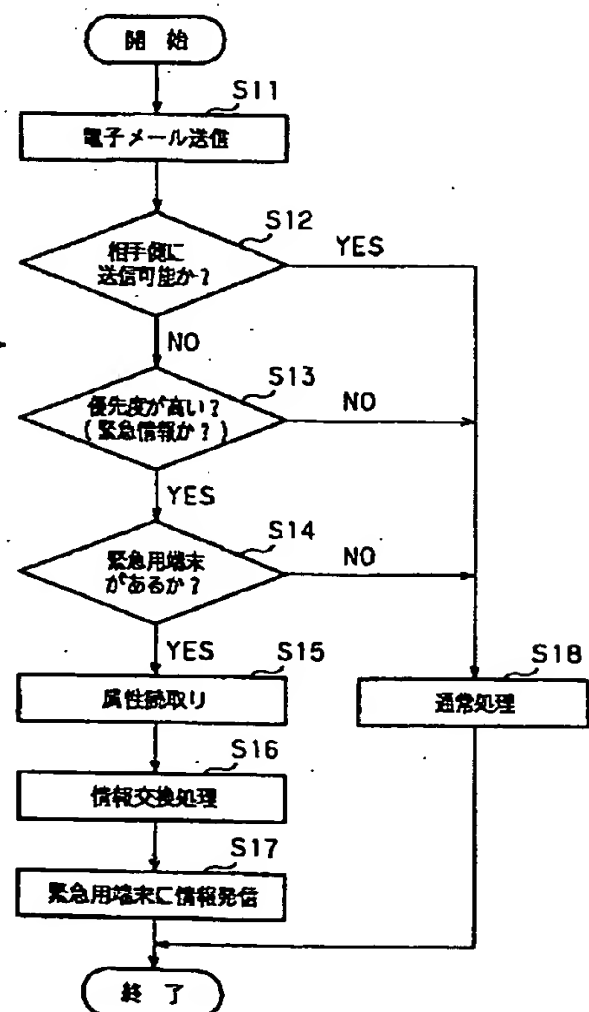 開始
S11
電子メール送信
S12
相手側に
送信可能か?
YES
NO
S13
優先度が高い?
(緊急情報か?)
NO
YES
S14
緊急用端末
があるか?
NO
YES
S15
属性読取り
S18
通常処理
S16
情報交換処理
S17
緊急用端末に情報発信
終了